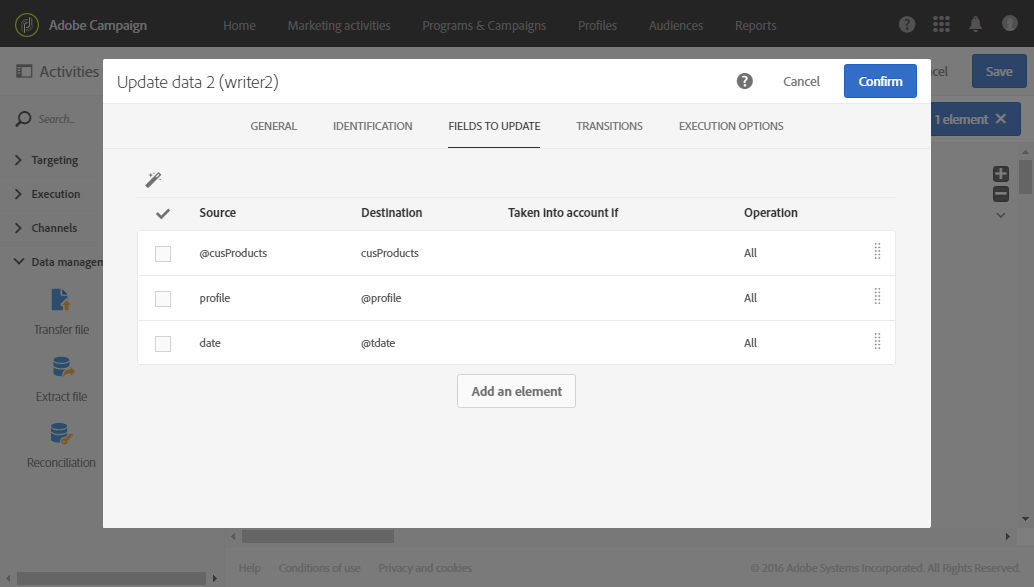 Adobe Campaign Home Marketing activities Programs & Campaigns Profiles Audiences Reports
Activities
Save
Update data 2 (writer2) Cancel Confirm
Search...
1 element
GENERAL IDENTIFICATION FIELDS TO UPDATE TRANSITIONS EXECUTION OPTIONS
Targeting
Execution
Channels
Source Destination Taken into account if Operation
@cusProducts cusProducts All
profile @profile All
date @tdate All
Add an element
Transfer file
Extract file
Reconciliation
Help Conditions of use Privacy and cookies © 2016 Adobe Systems Incorporated. All Rights Reserved.